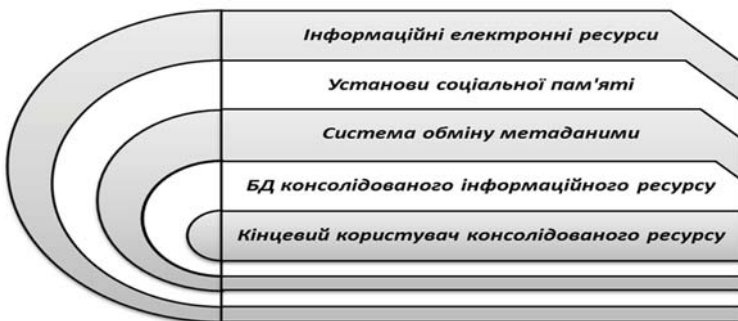 Інформаційні електронні ресурси
Установи соціальної пам'яті
Система обміну метаданими
БД консолідованого інформаційного ресурсу
Кінцевий користувач консолідованого ресурсу